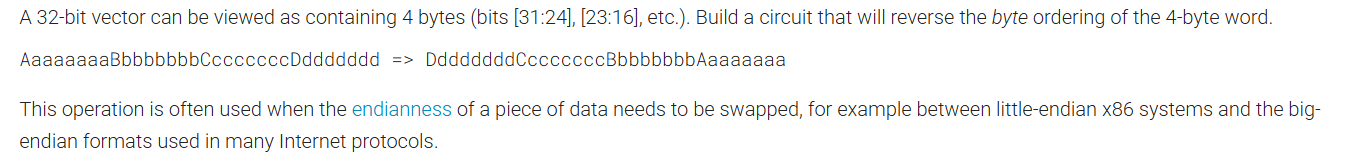 A 32-bit vector can be viewed as containing 4 bytes (bits [31:24], [23:16], etc.). Build a circuit that will reverse the byte ordering of the 4-byte word.
AaaaaaaaBbbbbbbbCcccccccDddddddd => DdddddddCcccccccBbbbbbbbAaaaaaaa
This operation is often used when the endianness of a piece of data needs to be swapped, for example between little-endian x86 systems and the big-
endian formats used in many Internet protocols.